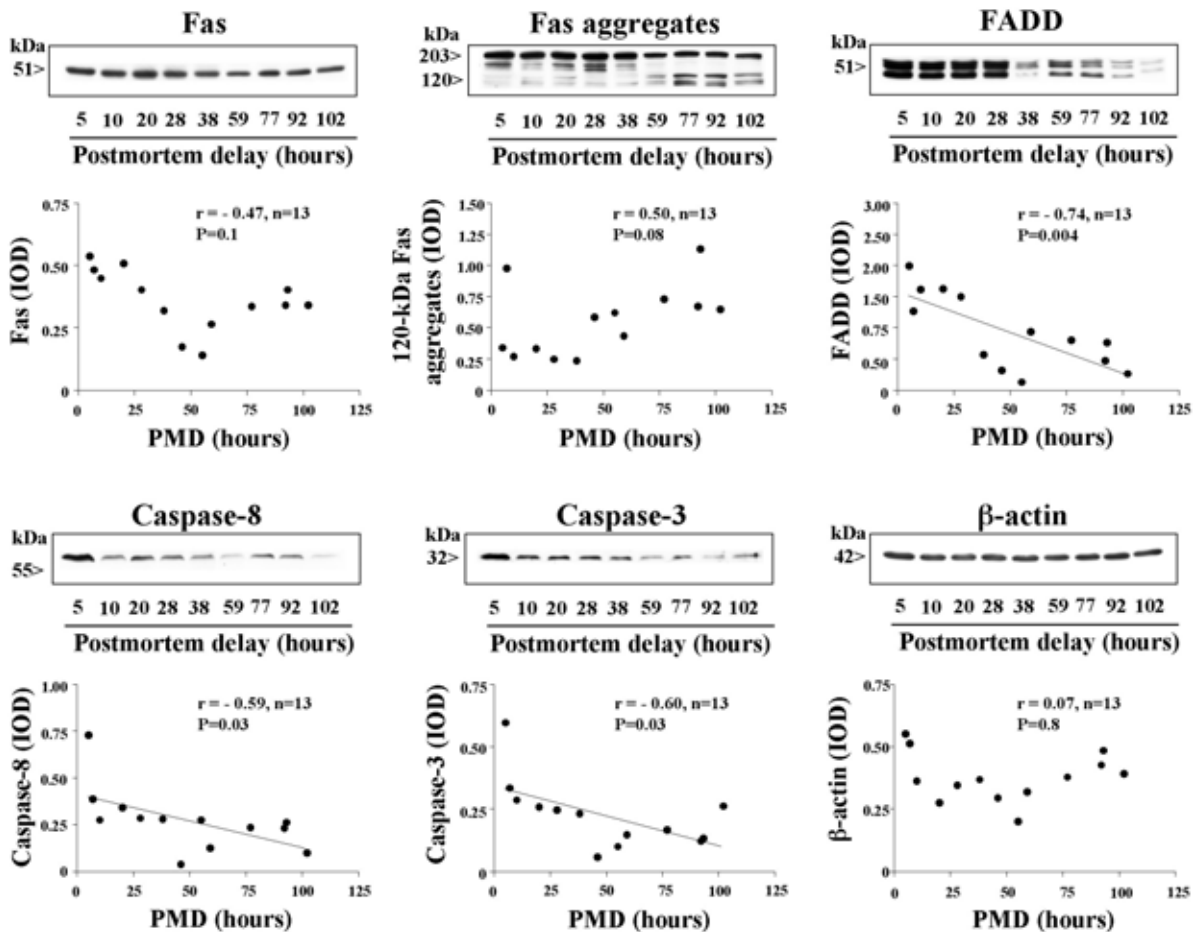 Fas
kDa
51>
5 10 20 28 38 59 77 92 102
Postmortem delay (hours)
Fas aggregates
kDa
203>
120>
5 10 20 28 38 59 77 92 102
Postmortem delay (hours)
FADD
kDa
51>
5 10 20 28 38 59 77 92 102
Postmortem delay (hours)
Fas (IOD)
0.75
0.50
0.25
0
r = - 0.47, n=13
P=0.1
0 25 50 75 100 125
PMD (hours)
120-kDa Fas
aggregates (IOD)
1.50
1.00
0.75
0.25
0
r = 0.50, n=13
P=0.08
0 25 50 75 100 125
PMD (hours)
FADD (IOD)
3.00
2.00
1.50
0.75
0.50
0
r = - 0.74, n=13
P=0.004
0 25 50 75 100 125
PMD (hours)
Caspase-8
kDa
55>
5 10 20 28 38 59 77 92 102
Postmortem delay (hours)
Caspase-3
kDa
32>
5 10 20 28 38 59 77 92 102
Postmortem delay (hours)
β-actin
kDa
42>
5 10 20 28 38 59 77 92 102
Postmortem delay (hours)
Caspase-8 (IOD)
1.00
0.75
0.50
0.25
0
r = - 0.59, n=13
P=0.03
0 25 50 75 100 125
PMD (hours)
Caspase-3 (IOD)
0.75
0.50
0.25
0
r = - 0.60, n=13
P=0.03
0 25 50 75 100 125
PMD (hours)
β-actin (IOD)
0.75
0.50
0.25
0
r = 0.07, n=13
P=0.8
0 25 50 75 100 125
PMD (hours)